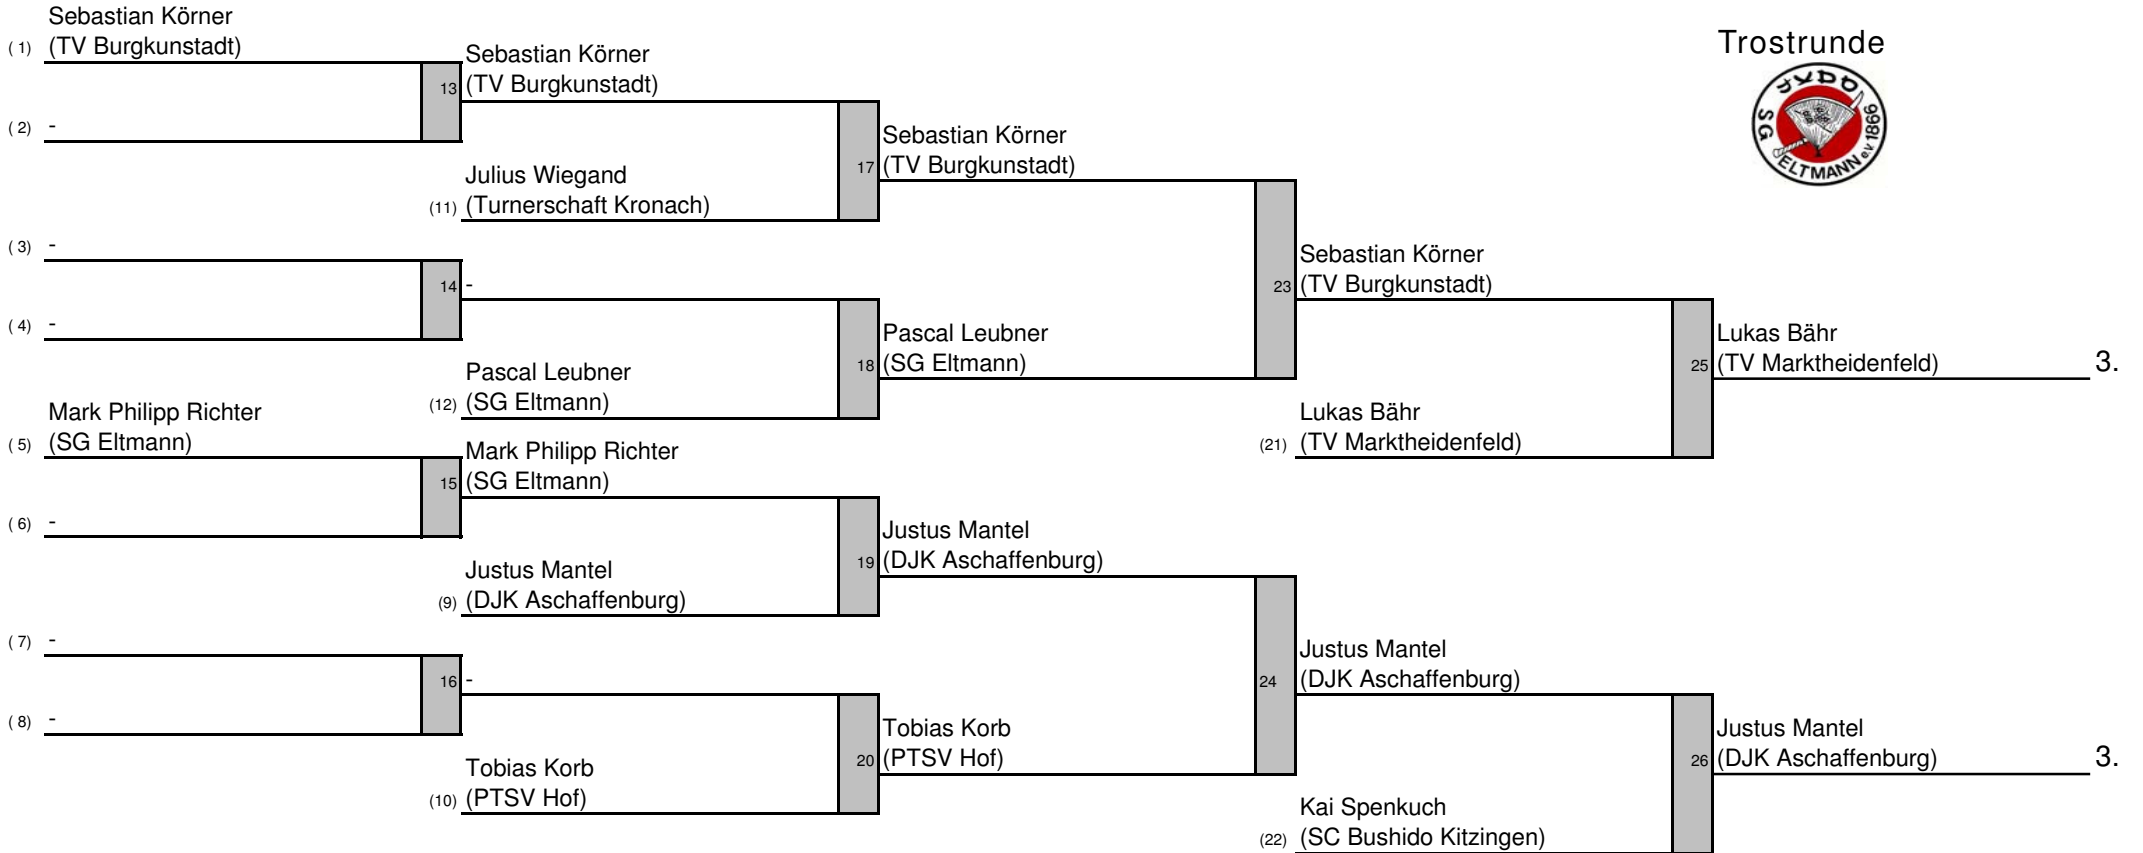 Trostrunde
JUDO
SG ELTMANN e.V. 1866
Sebastian Körner
( 1) (TV Burgkunstadt)
Sebastian Körner
13 (TV Burgkunstadt)
( 2) -
Sebastian Körner
17 (TV Burgkunstadt)
Julius Wiegand
(11) (Turnerschaft Kronach)
( 3) -
Sebastian Körner
23 (TV Burgkunstadt)
14 -
( 4) -
Pascal Leubner
18 (SG Eltmann)
Lukas Bähr
25 (TV Marktheidenfeld) 3.
Pascal Leubner
(12) (SG Eltmann)
Mark Philipp Richter
( 5) (SG Eltmann)
Lukas Bähr
(21) (TV Marktheidenfeld)
Mark Philipp Richter
15 (SG Eltmann)
( 6) -
Justus Mantel
19 (DJK Aschaffenburg)
Justus Mantel
(9) (DJK Aschaffenburg)
( 7) -
Justus Mantel
24 (DJK Aschaffenburg)
16 -
( 8) -
Tobias Korb
20 (PTSV Hof)
Justus Mantel
26 (DJK Aschaffenburg) 3.
Tobias Korb
(10) (PTSV Hof)
Kai Spenkuch
(22) (SC Bushido Kitzingen)